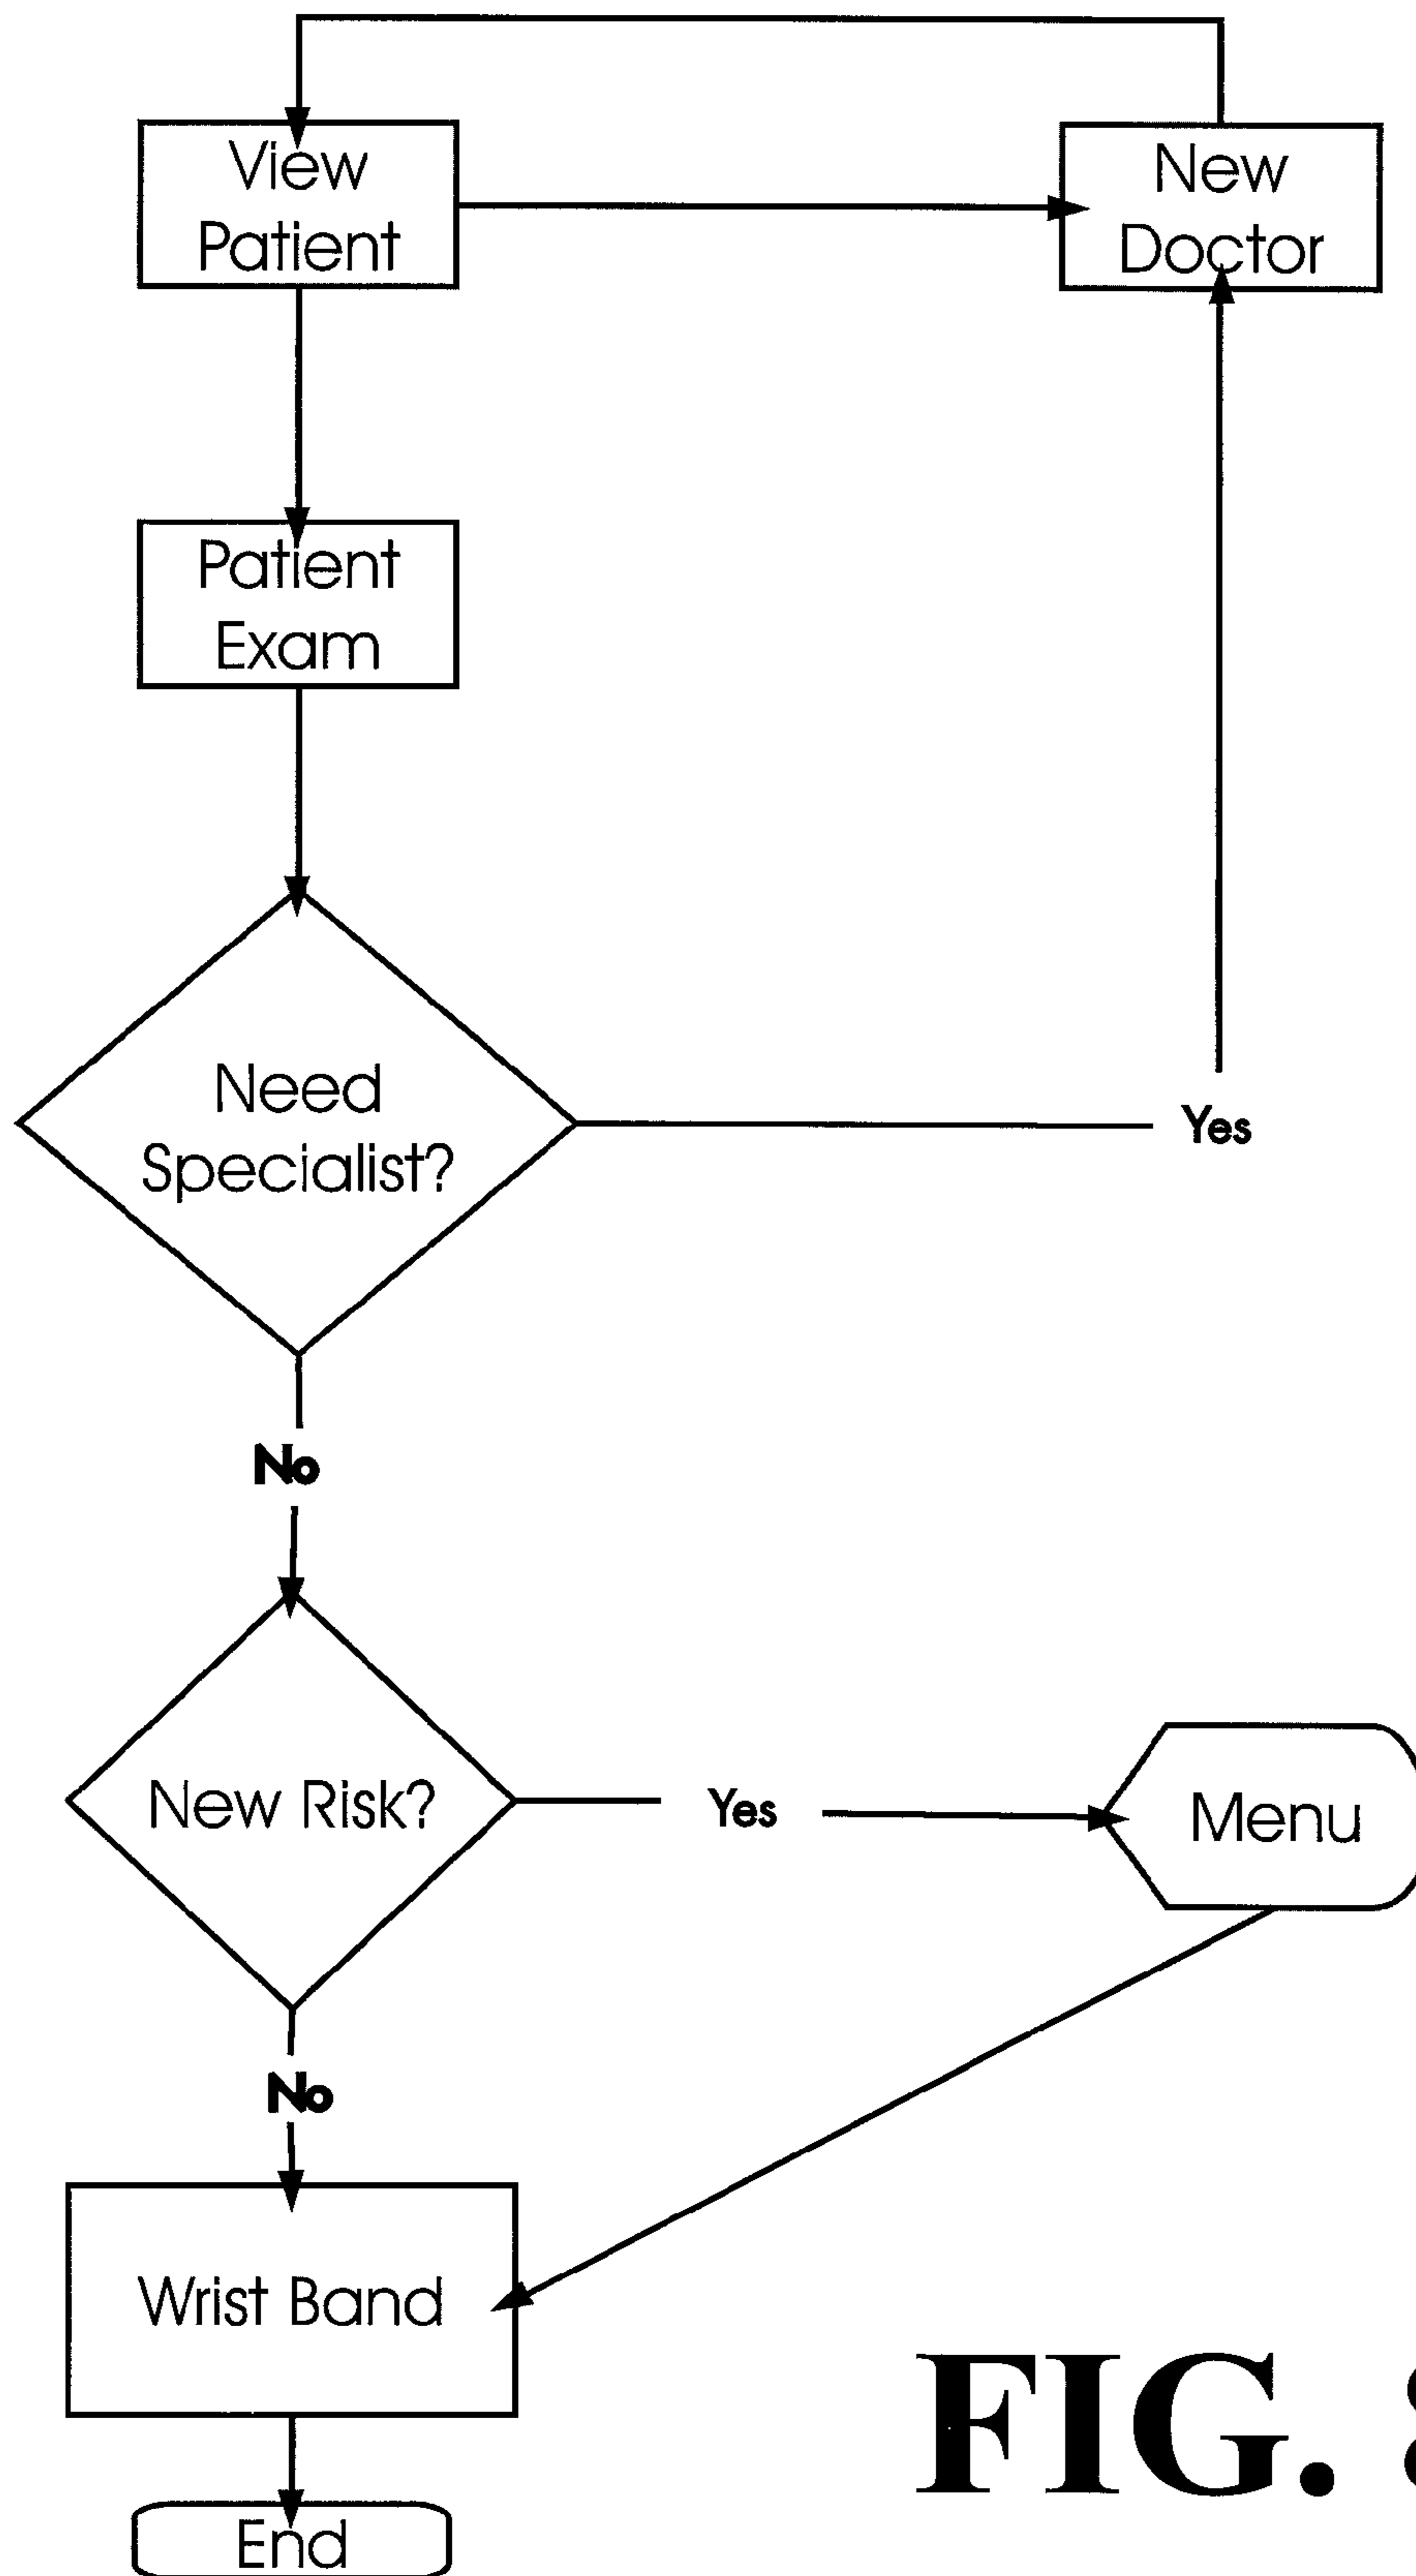 View
Patient
New
Doctor
Patient
Exam
Need
Specialist?
Yes
No
New Risk?
Yes
Menu
No
Wrist Band
FIG.
End